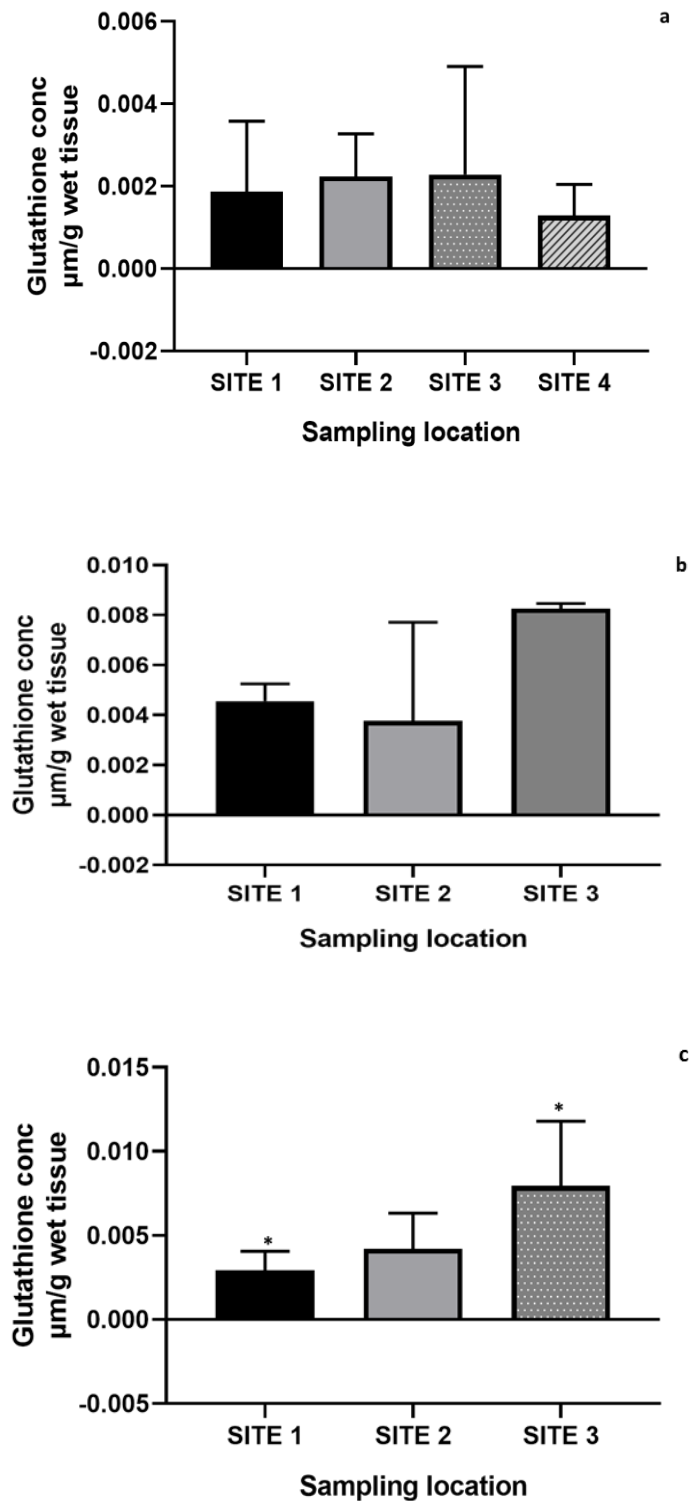 a
0.006
0.004
0.002
0.000
-0.002
Glutathione conc
µm/g wet tissue
SITE 1 SITE 2 SITE 3 SITE 4
Sampling location
b
0.010
0.008
0.006
0.004
0.002
0.000
-0.002
Glutathione conc
µm/g wet tissue
SITE 1 SITE 2 SITE 3
Sampling location
c
0.015
0.010
0.005
0.000
-0.005
Glutathione conc
µm/g wet tissue
*
*
SITE 1 SITE 2 SITE 3
Sampling location